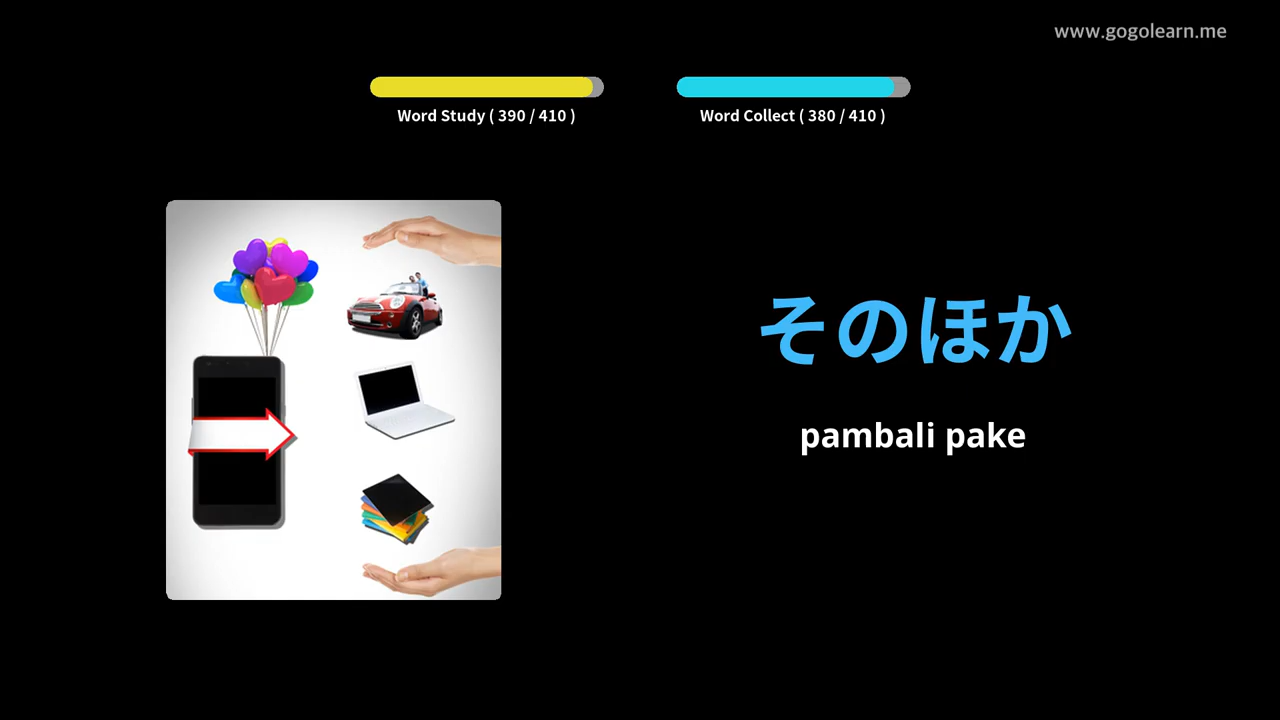 www.gogolearn.me
Word Study ( 390 / 410 )
Word Collect ( 380 / 410 )
そのほか
pambali pake